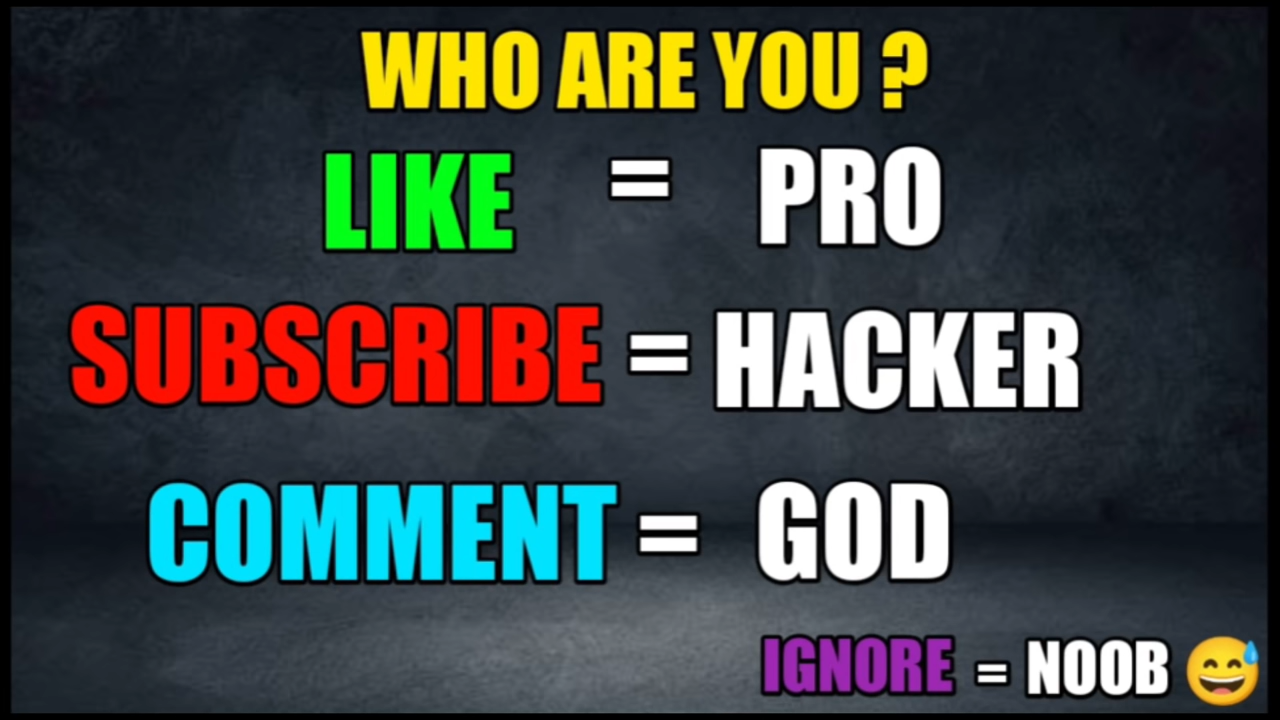 WHO ARE YOU ?
LIKE = PRO
SUBSCRIBE = HACKER
COMMENT = GOD
IGNORE = NOOB 😅